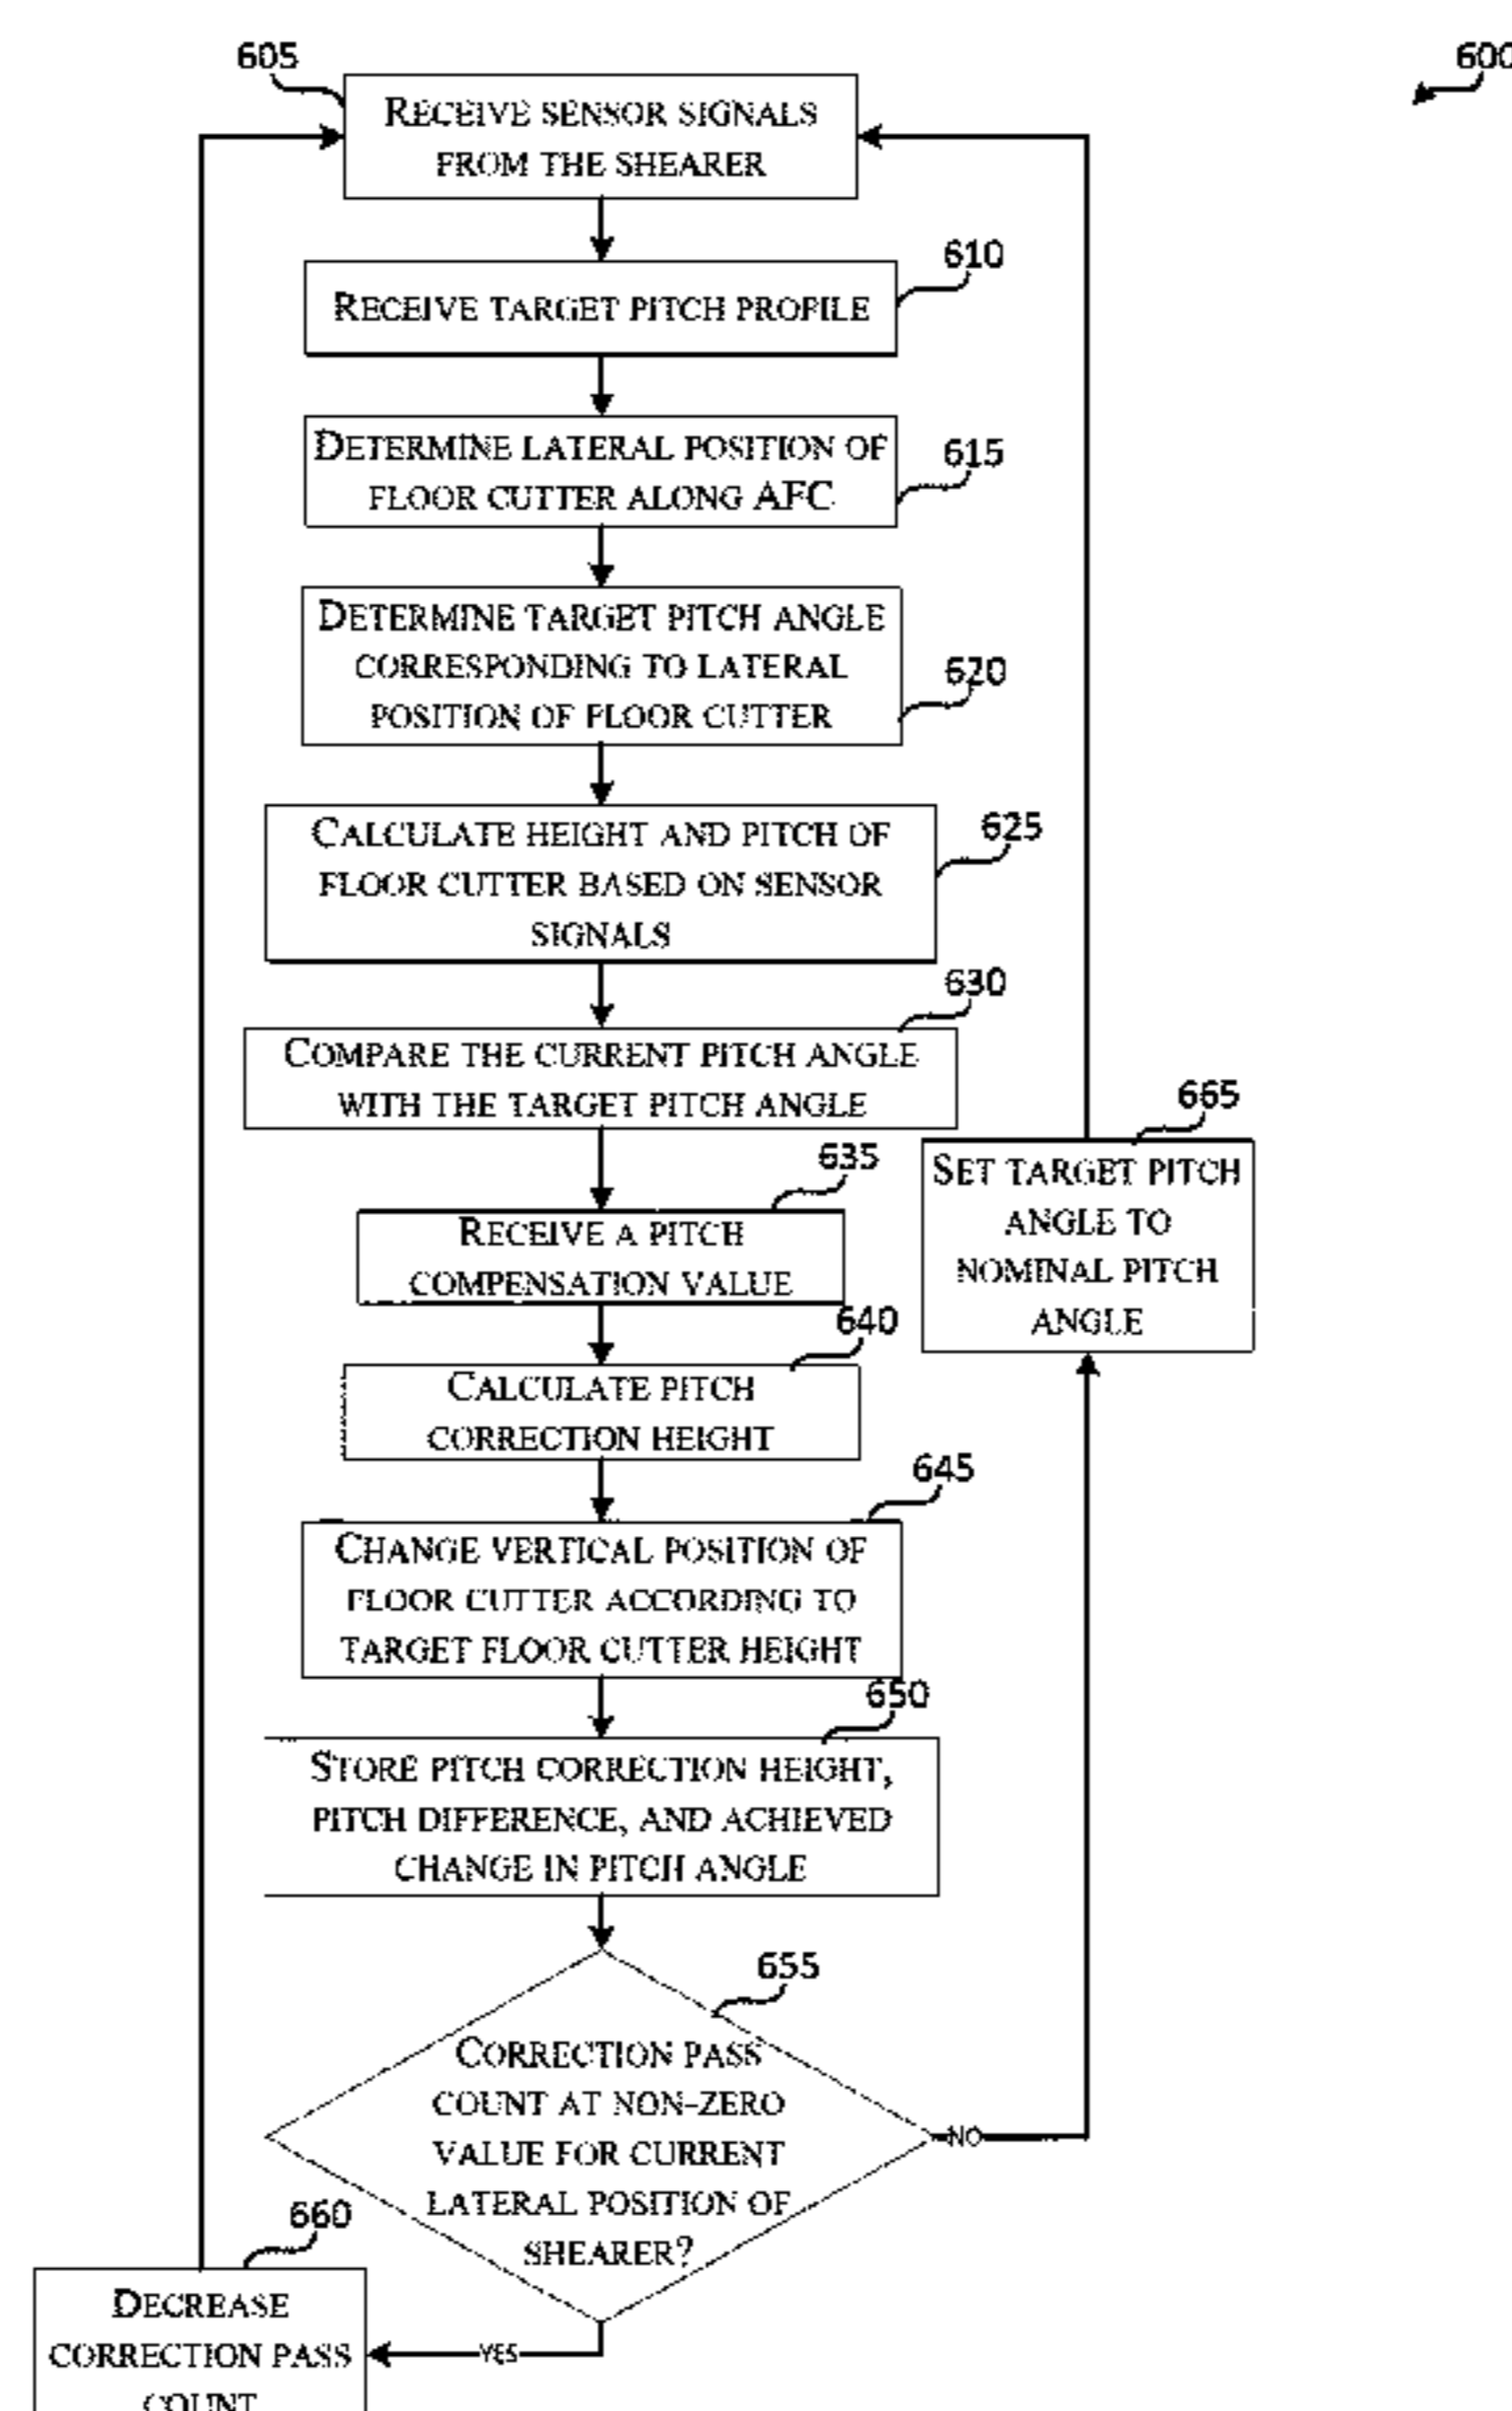 605
600
RECEIVE SENSOR SIGNALS
FROM THE SHEARER
610
RECEIVE TARGET PITCH PROFILE
DETERMINE LATERAL POSITION OF
FLOOR CUTTER ALONG AFC
615
DETERMINE TARGET PITCH ANGLE
CORRESPONDING TO LATERAL
POSITION OF FLOOR CUTTER
620
CALCULATE HEIGHT AND PITCH OF
FLOOR CUTTER BASED ON SENSOR
SIGNALS
625
630
COMPARE THE CURRENT PITCH ANGLE
WITH THE TARGET PITCH ANGLE
635
RECEIVE A PITCH
COMPENSATION VALUE
665
SET TARGET PITCH
ANGLE TO
NOMINAL PITCH
ANGLE
640
CALCULATE PITCH
CORRECTION HEIGHT
645
CHANGE VERTICAL POSITION OF
FLOOR CUTTER ACCORDING TO
TARGET FLOOR CUTTER HEIGHT
650
STORE PITCH CORRECTION HEIGHT,
PITCH DIFFERENCE, AND ACHIEVED
CHANGE IN PITCH ANGLE
655
CORRECTION PASS
COUNT AT NON-ZERO
VALUE FOR CURRENT
LATERAL POSITION OF
SHEARER?
NO
YES
660
DECREASE
CORRECTION PASS
COUNT